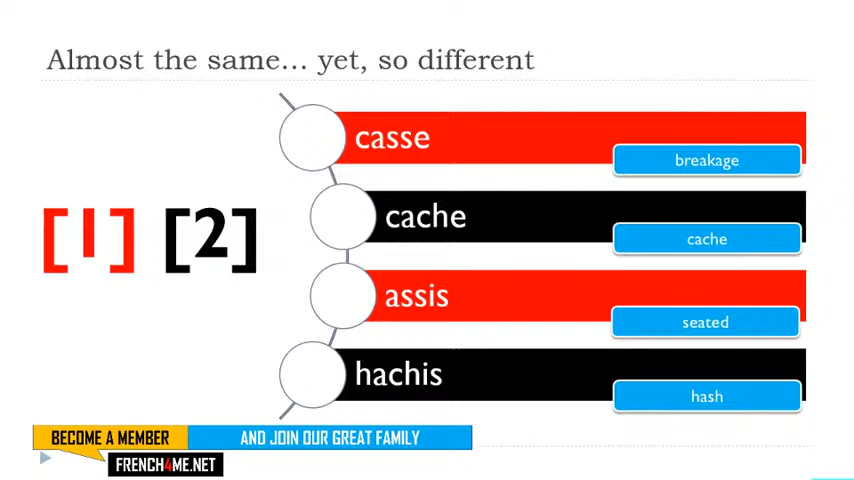 Almost the same... yet, so different
[1] [2]
casse
breakage
cache
cache
assis
seated
hachis
hash
BECOME A MEMBER
AND JOIN OUR GREAT FAMILY
FRENCH4ME.NET